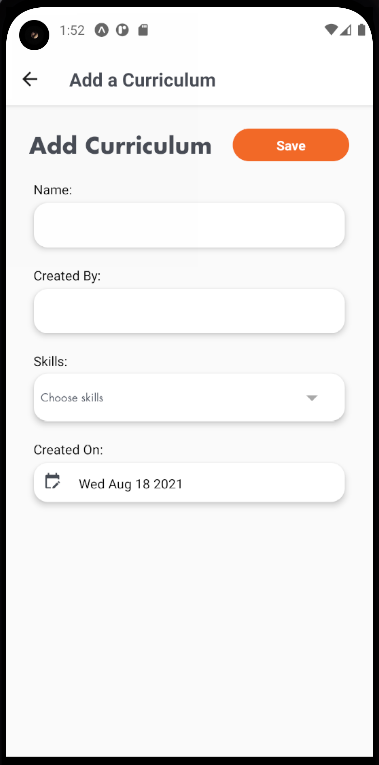 1:52
Add a Curriculum
Add Curriculum
Save
Name:
Created By:
Skills:
Choose skills
Created On:
Wed Aug 18 2021